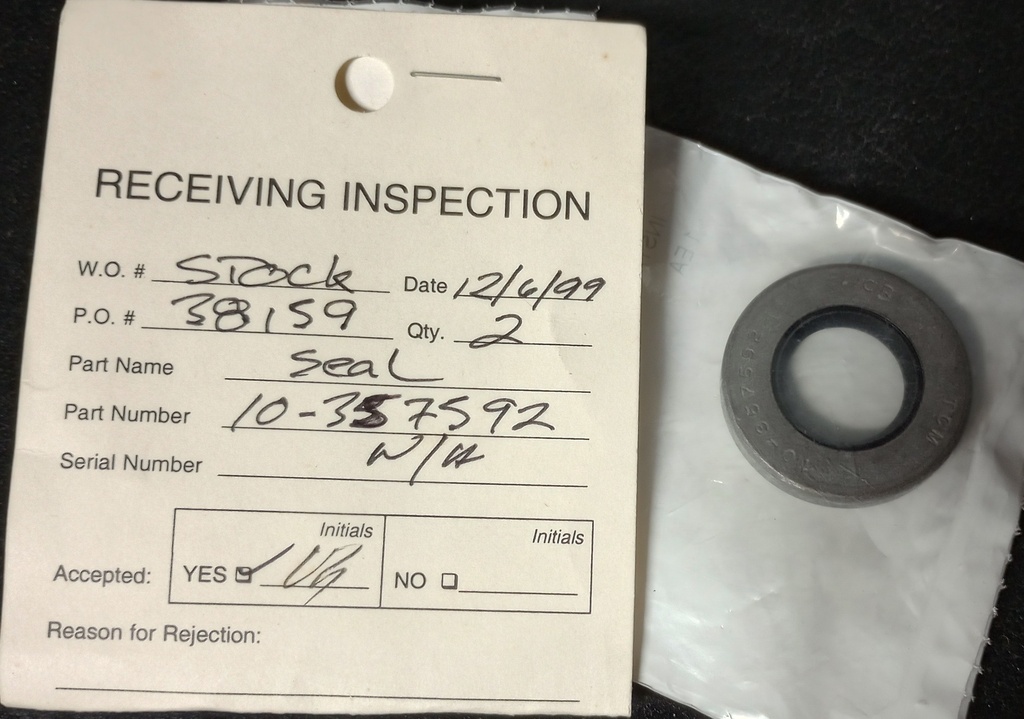 RECEIVING INSPECTION
W.O. # Stock Date 12/6/99
P.O. # 38159 Qty. 2
Part Name Seal
Part Number 10-357592
Serial Number N/A
Initials Initials
Accepted: YES NO
Reason for Rejection:
TCM